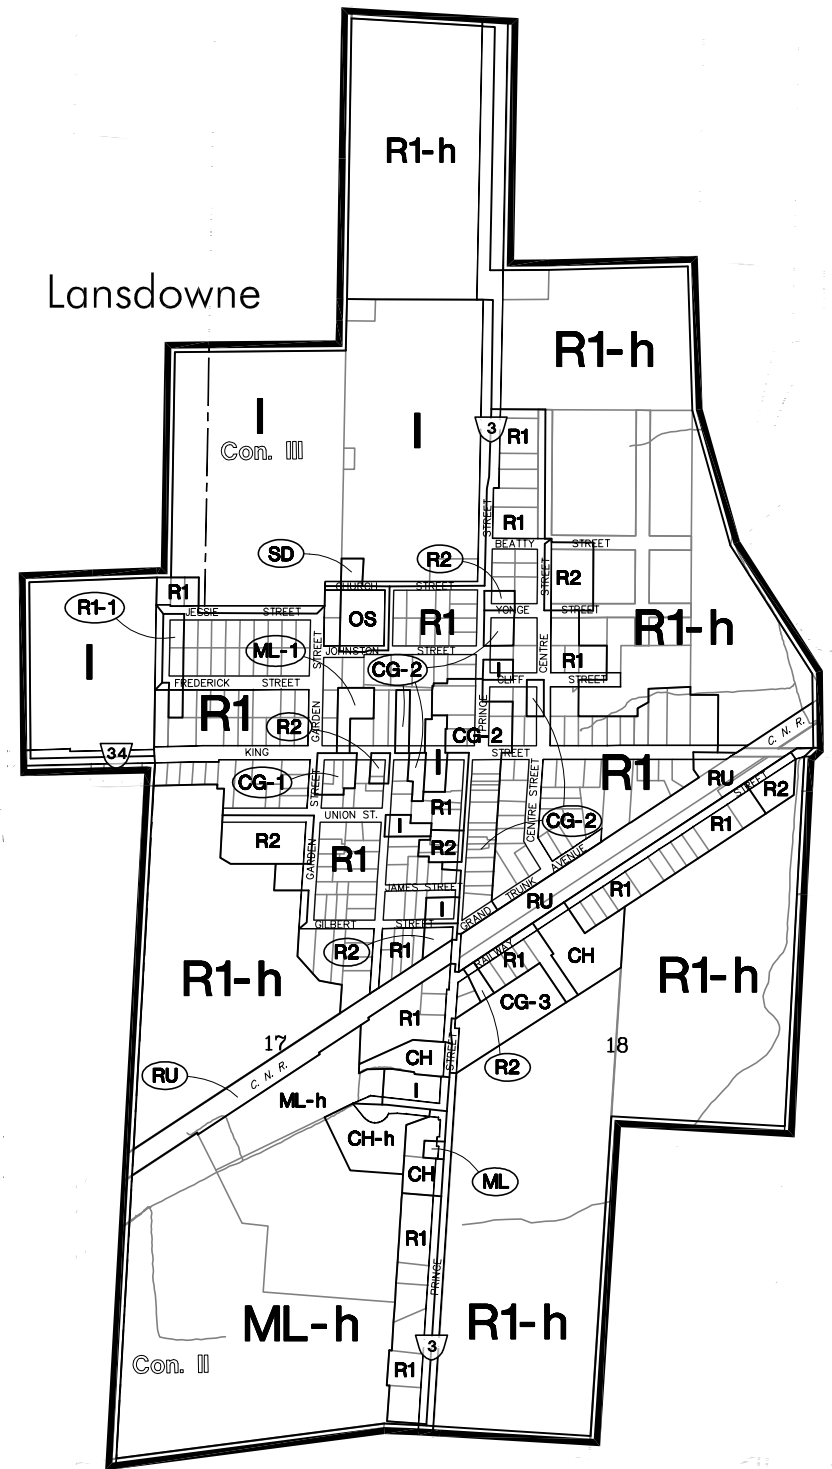 R1-h
Lansdowne
R1-h
I
I
Con. III
3
R1
STREET
R1
BEATTY STREET
SD
R2
STREET
R2
CHURCH STREET
R1
R1-1
JESSIE STREET
OS
R1
YONGE STREET
R1-h
STREET
ML-1
JOHNSTON STREET
CENTRE
I
CG-2
I
R1
FREDERICK STREET
CLIFF STREET
R1
GARDEN
R2
PRINCE
CG-2
C. N. R.
34
KING STREET
I
R1
RU
STREET
R2
CG-1
STREET
CENTRE STREET
R1
UNION ST.
CG-2
R1
I
R2
R2
R1
GARDEN
AVENUE
JAMES STREET
TRUNK
R1
RU
I
GRAND
GILBERT STREET
R2
R1
RAILWAY
R1
CH
R1-h
R1-h
CG-3
R1
17
18
STREET
CH
R2
RU
C. N. R.
I
ML-h
CH-h
CH
ML
R1
PRINCE
ML-h
R1-h
3
Con. II
R1